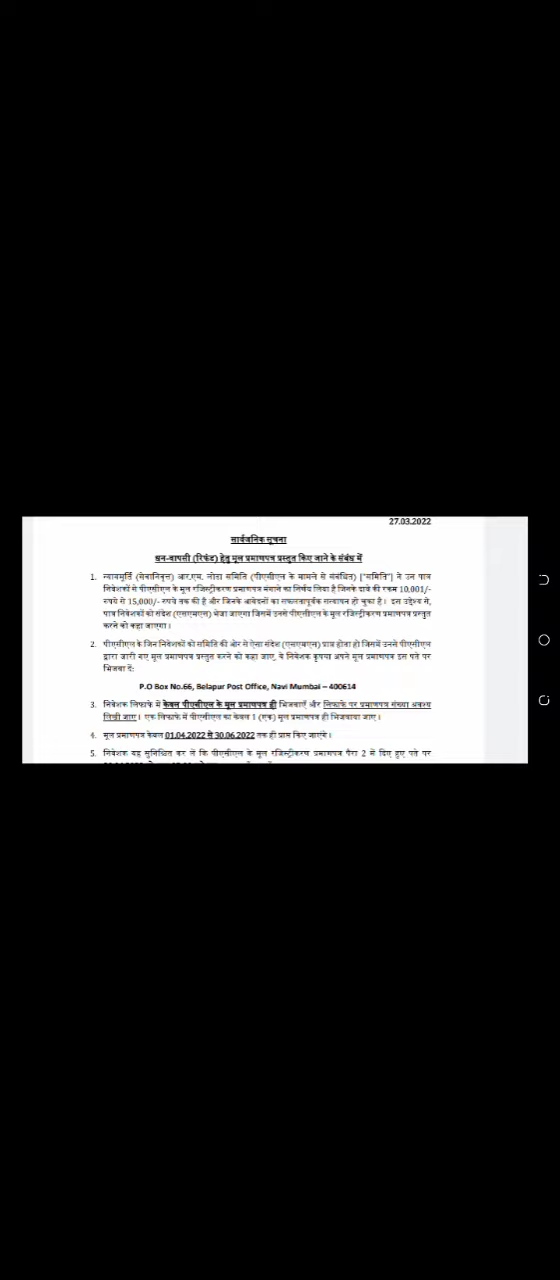 27.03.2022
सार्वजनिक सूचना
धन-वापसी (रिफंड) हेतु मूल प्रमाणपत्र प्रस्तुत किए जाने के संबंध में
1. न्यायमूर्ति (सेवानिवृत्त) आर.एम. लोढा समिति (पीएसीएल के मामले से संबंधित) ["समिति"] ने उन पात्र
निवेशकों से पीएसीएल के मूल रजिस्ट्रीकरण प्रमाणपत्र मंगाने का निर्णय लिया है जिनके दावे की रकम 10,001/-
रुपये से 15,000/- रुपये तक की है और जिनके आवेदनों का सफलतापूर्वक सत्यापन हो चुका है। इस उद्देश्य से,
पात्र निवेशकों को संदेश (एसएमएस) भेजा जाएगा जिसमें उनसे पीएसीएल के मूल रजिस्ट्रीकरण प्रमाणपत्र प्रस्तुत
करने को कहा जाएगा।
2. पीएसीएल के जिन निवेशकों को समिति की ओर से ऐसा संदेश (एसएमएस) प्राप्त होता हो जिसमें उनसे पीएसीएल
द्वारा जारी गए मूल प्रमाणपत्र प्रस्तुत करने को कहा जाए, वे निवेशक कृपया अपने मूल प्रमाणपत्र इस पते पर
भिजवा दें:
P.O Box No.66, Belapur Post Office, Navi Mumbai – 400614
3. निवेशक लिफाफे में केवल पीएसीएल के मूल प्रमाणपत्र ही भिजवाएँ और लिफाफे पर प्रमाणपत्र संख्या अवश्य
लिखी जाए। एक लिफाफे में पीएसीएल का केवल 1 (एक) मूल प्रमाणपत्र ही भिजवाया जाए।
4. मूल प्रमाणपत्र केवल 01.04.2022 से 30.06.2022 तक ही प्राप्त किए जाएंगे।
5. निवेशक यह सुनिश्चित कर लें कि पीएसीएल के मूल रजिस्ट्रीकरण प्रमाणपत्र पैरा 2 में दिए हुए पते पर